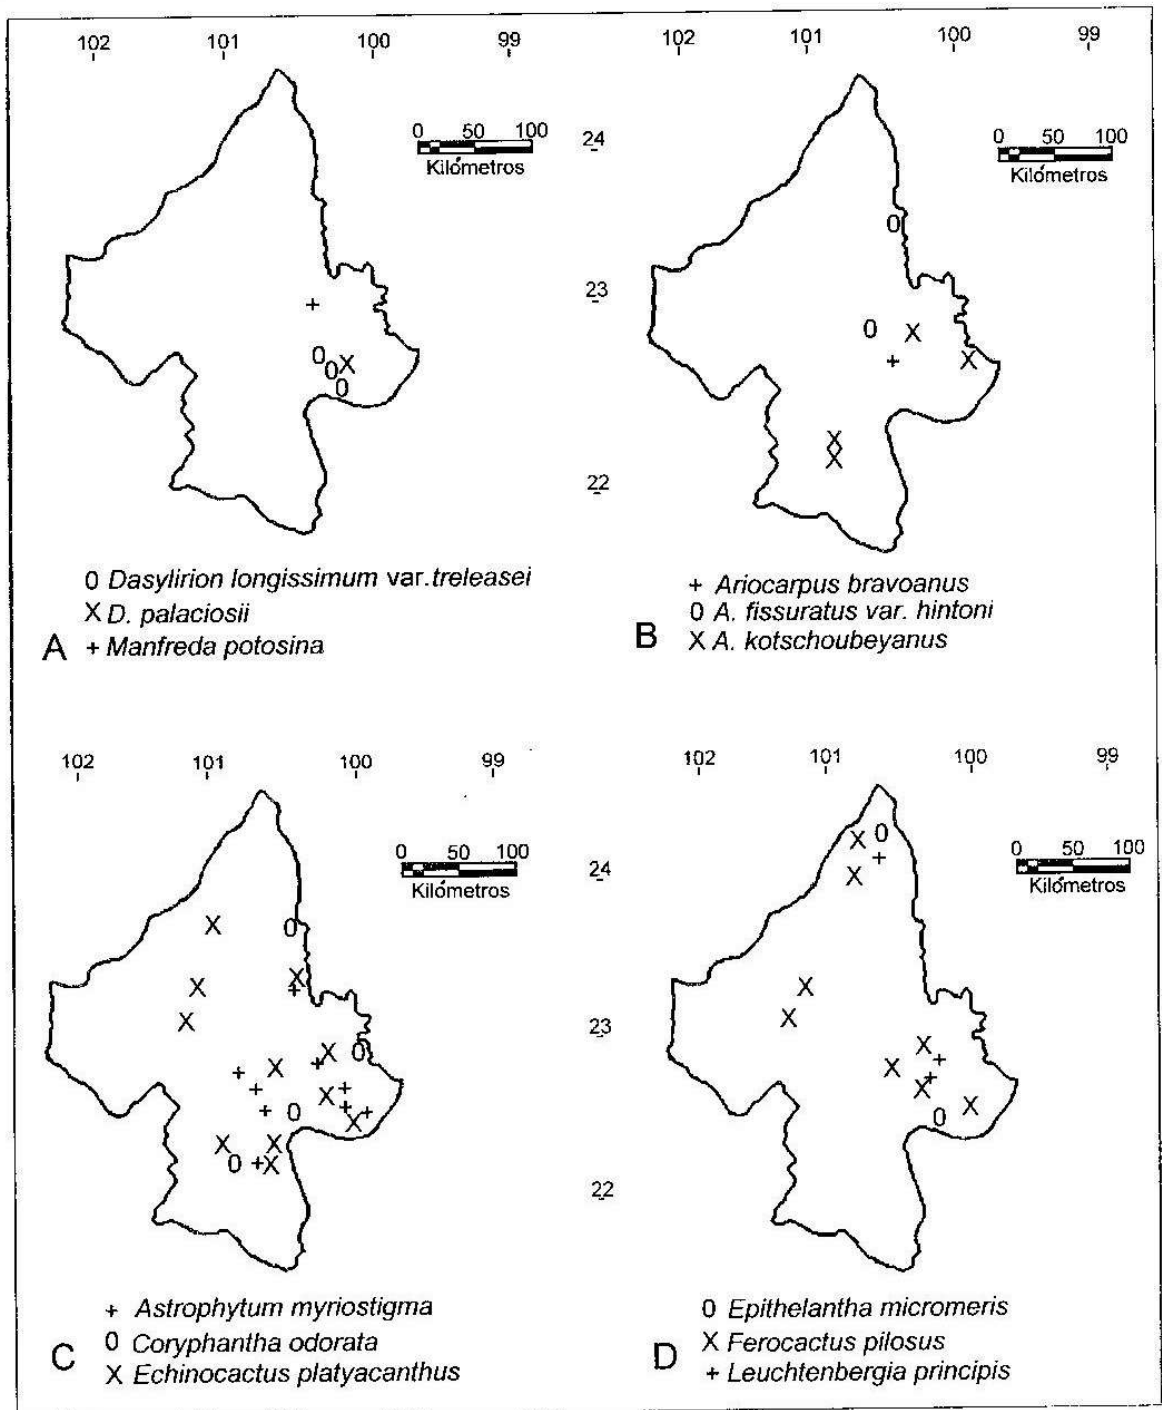 102 101 100 99
0 50 100
Kilómetros
0 Dasylirion longissimum var.treleasei
X D. palaciosii
A + Manfreda potosina
102 101 100 99
24
0 50 100
Kilómetros
23
22
+ Ariocarpus bravoanus
0 A. fissuratus var. hintoni
B X A. kotschoubeyanus
102 101 100 99
0 50 100
Kilómetros
+ Astrophytum myriostigma
C 0 Coryphantha odorata
X Echinocactus platyacanthus
102 101 100 99
24
0 50 100
Kilómetros
23
22
0 Epithelantha micromeris
D X Ferocactus pilosus
+ Leuchtenbergia principis